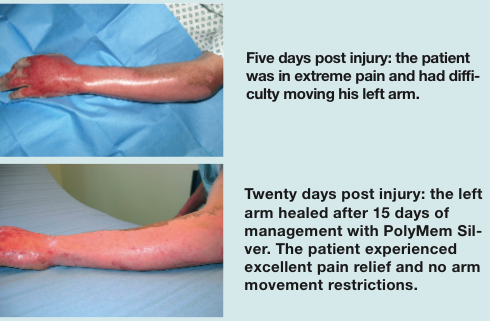 Five days post injury: the patient
was in extreme pain and had diffi-
culty moving his left arm.
Twenty days post injury: the left
arm healed after 15 days of
management with PolyMem Sil-
ver. The patient experienced
excellent pain relief and no arm
movement restrictions.